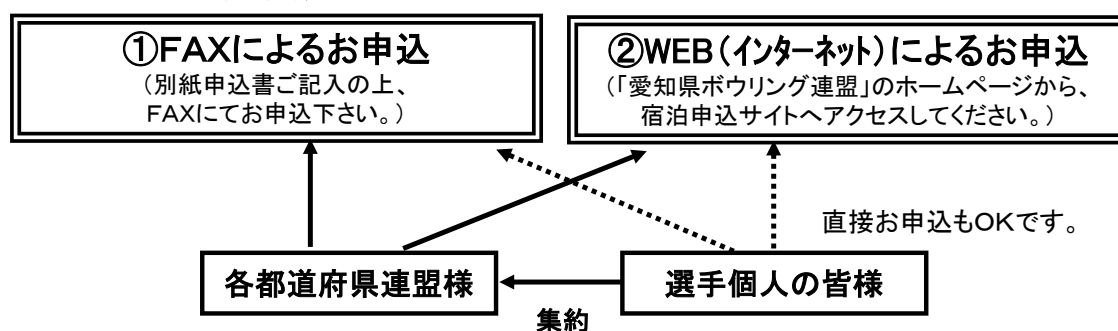 ①FAXによるお申込
(別紙申込書ご記入の上、
FAXにてお申込下さい。)
②WEB(インターネット)によるお申込
(「愛知県ボウリング連盟」のホームページから、
宿泊申込サイトへアクセスしてください。)
直接お申込もOKです。
各都道府県連盟様
選手個人の皆様
集約